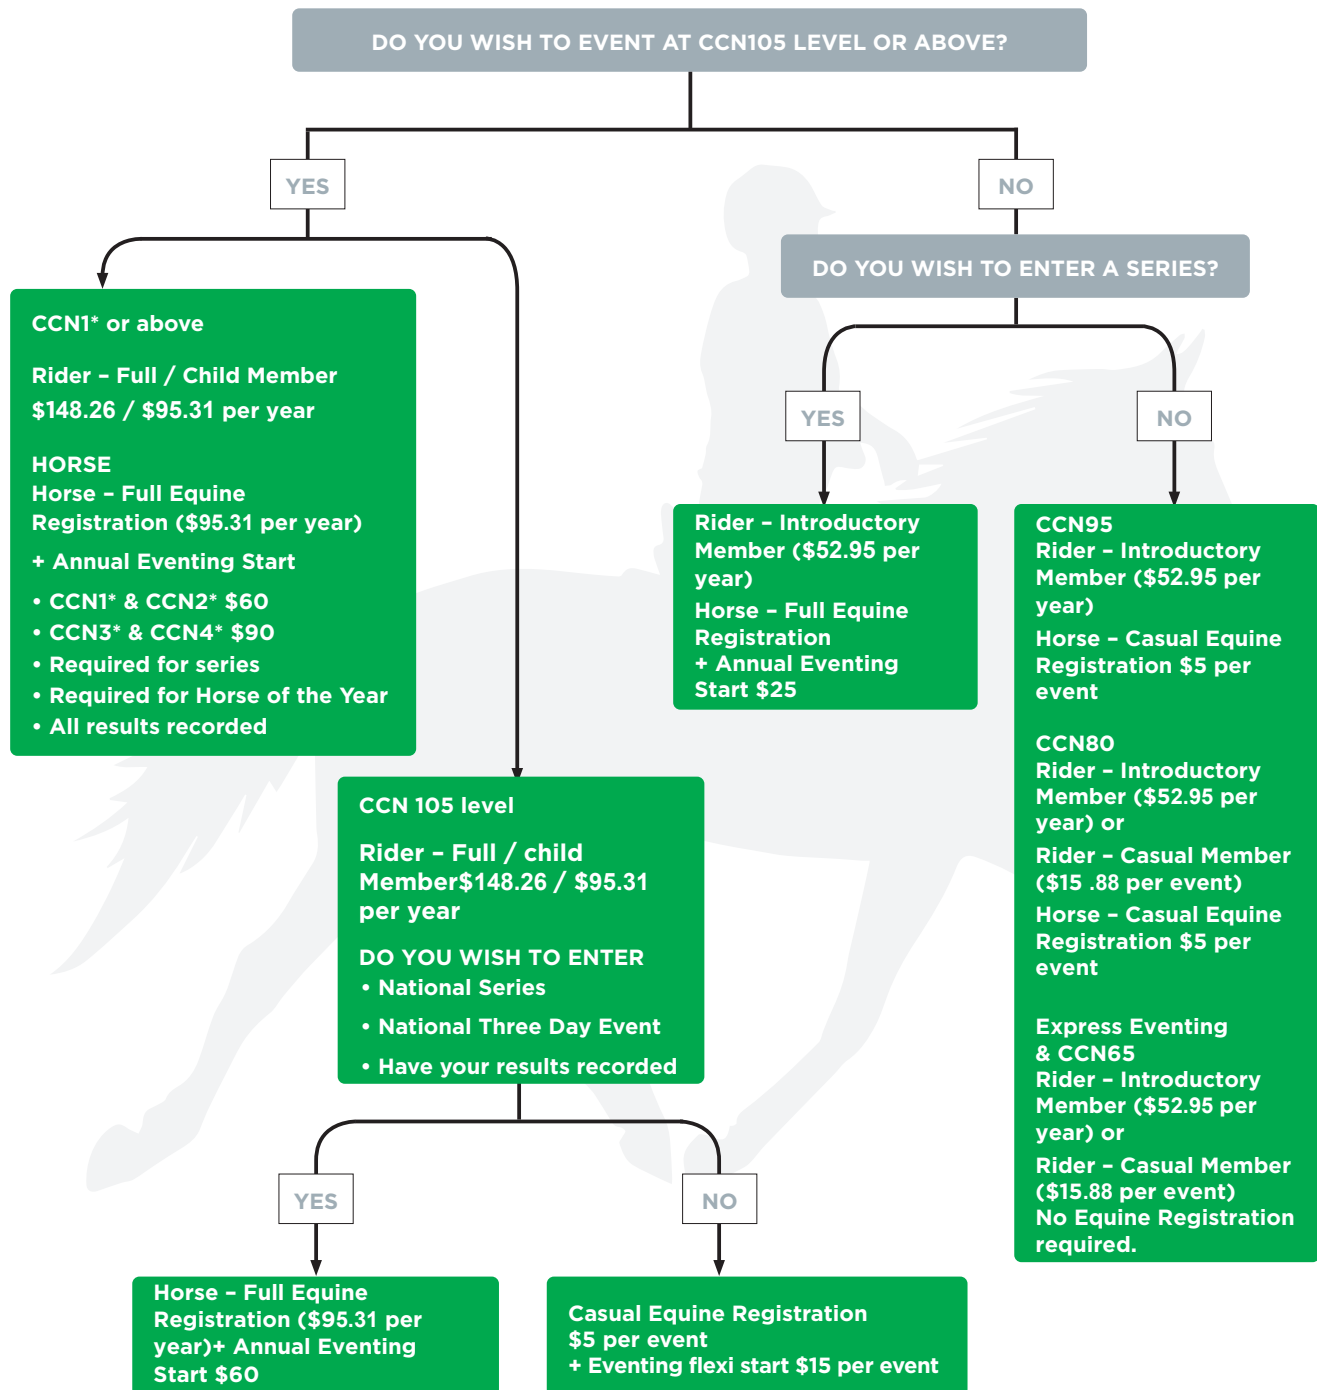 DO YOU WISH TO EVENT AT CCN105 LEVEL OR ABOVE?
YES
NO
DO YOU WISH TO ENTER A SERIES?
CCN1* or above
Rider – Full / Child Member
$148.26 / $95.31 per year
HORSE
Horse – Full Equine
Registration ($95.31 per year)
+ Annual Eventing Start
• CCN1* & CCN2* $60
• CCN3* & CCN4* $90
• Required for series
• Required for Horse of the Year
• All results recorded
YES
NO
Rider – Introductory
Member ($52.95 per
year)
Horse – Full Equine
Registration
+ Annual Eventing
Start $25
CCN95
Rider – Introductory
Member ($52.95 per
year)
Horse – Casual Equine
Registration $5 per
event
CCN80
Rider – Introductory
Member ($52.95 per
year) or
Rider – Casual Member
($15 .88 per event)
Horse – Casual Equine
Registration $5 per
event
Express Eventing
& CCN65
Rider – Introductory
Member ($52.95 per
year) or
Rider – Casual Member
($15.88 per event)
No Equine Registration
required.
CCN 105 level
Rider – Full / child
Member$148.26 / $95.31
per year
DO YOU WISH TO ENTER
• National Series
• National Three Day Event
• Have your results recorded
YES
NO
Horse – Full Equine
Registration ($95.31 per
year)+ Annual Eventing
Start $60
Casual Equine Registration
$5 per event
+ Eventing flexi start $15 per event